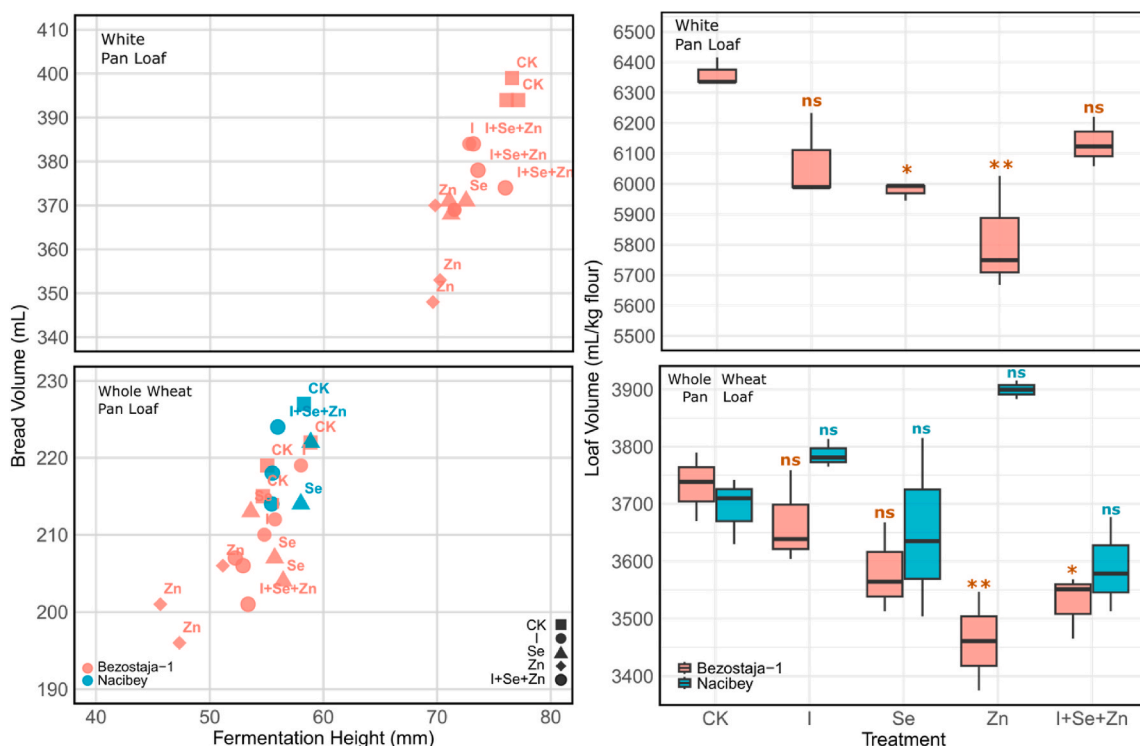 Bread Volume (mL)
410
400
390
380
370
360
350
340
White
Pan Loaf
CK
CK
I I+Se+Zn
I+Se+Zn
I+Se+Zn
Zn Se
Zn
Zn
230
220
210
200
190
Whole Wheat
Pan Loaf
CK
I+Se+Zn
CK
CK I
CK
Se
Se I
I
Se
Zn
Se
I+Se+Zn
Zn
Zn
Bezostaja-1
Nacibey
CK
I
Se
Zn
I+Se+Zn
40 50 60 70 80
Fermentation Height (mm)
Loaf Volume (mL/kg flour)
6400
6300
6200
6100
6000
5900
5800
5700
5600
5500
White
Pan Loaf
ns
*
**
ns
3900
3800
3700
3600
3500
3400
Whole Wheat
Pan Loaf
ns
ns
ns
ns
**
ns
*
ns
Bezostaja-1
Nacibey
CK I Se Zn I+Se+Zn
Treatment